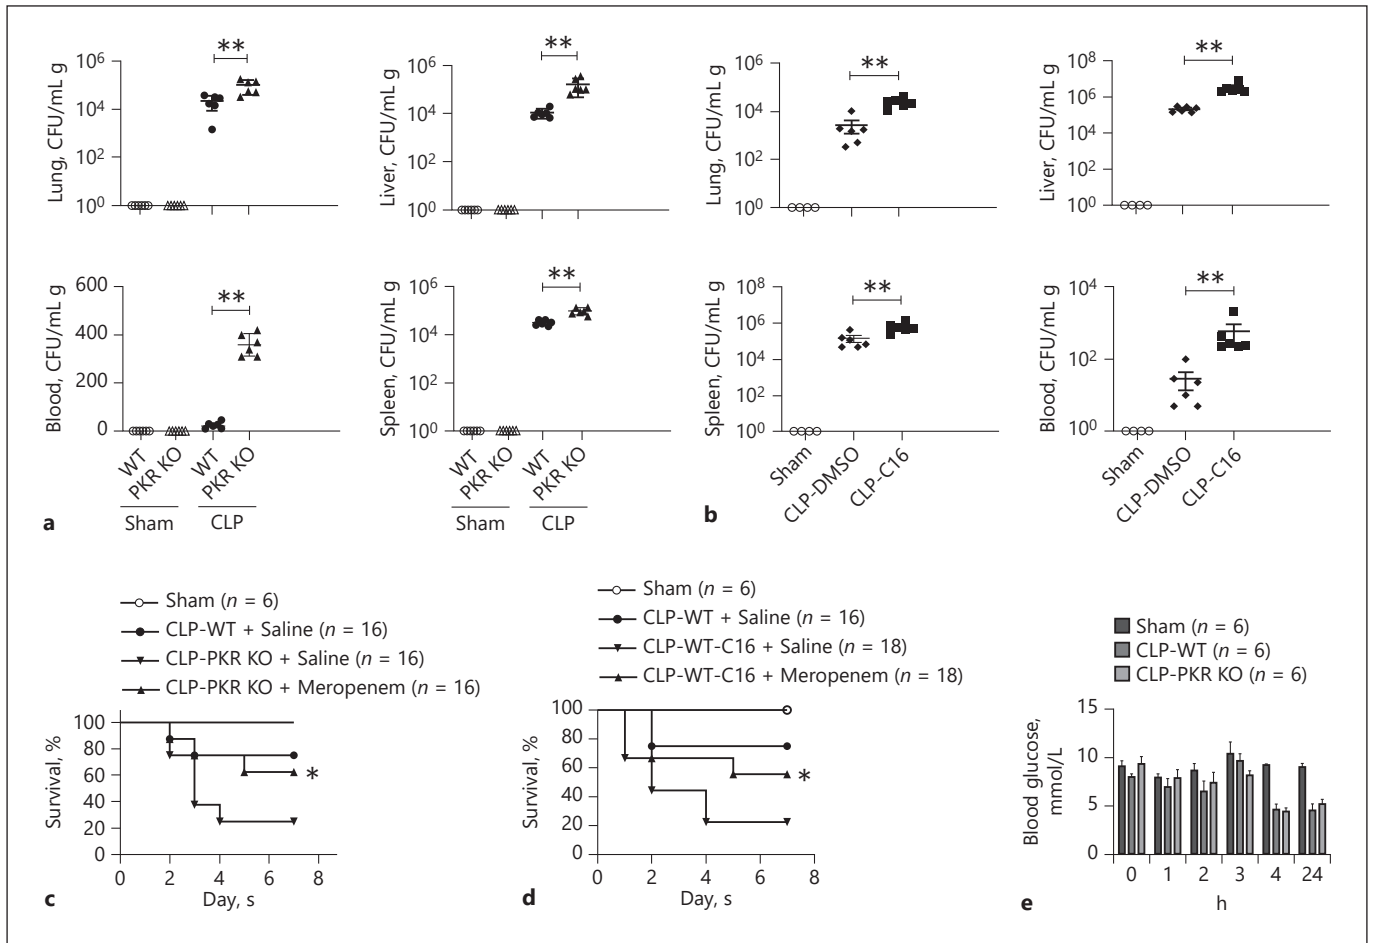 **
10⁶
10⁴
10²
10⁰
Lung, CFU/mL g
**
10⁶
10⁴
10²
10⁰
Liver, CFU/mL g
**
10⁶
10⁴
10²
10⁰
Lung, CFU/mL g
**
10⁸
10⁶
10⁴
10²
10⁰
Liver, CFU/mL g
**
600
400
200
0
Blood, CFU/mL g
WT
PKR KO
WT
PKR KO
Sham
CLP
**
10⁶
10⁴
10²
10⁰
Spleen, CFU/mL g
WT
PKR KO
WT
PKR KO
Sham
CLP
**
10⁸
10⁶
10⁴
10²
10⁰
Spleen, CFU/mL g
Sham
CLP-DMSO
CLP-C16
**
10⁴
10²
10⁰
Blood, CFU/mL g
Sham
CLP-DMSO
CLP-C16
a
b
Sham (n = 6)
CLP-WT + Saline (n = 16)
CLP-PKR KO + Saline (n = 16)
CLP-PKR KO + Meropenem (n = 16)
100
80
60
40
20
0
Survival, %
*
0 2 4 6 8
Day, s
c
Sham (n = 6)
CLP-WT + Saline (n = 16)
CLP-WT-C16 + Saline (n = 18)
CLP-WT-C16 + Meropenem (n = 18)
100
80
60
40
20
0
Survival, %
*
0 2 4 6 8
Day, s
d
Sham (n = 6)
CLP-WT (n = 6)
CLP-PKR KO (n = 6)
15
10
5
0
Blood glucose,
mmol/L
0 1 2 3 4 24
h
e